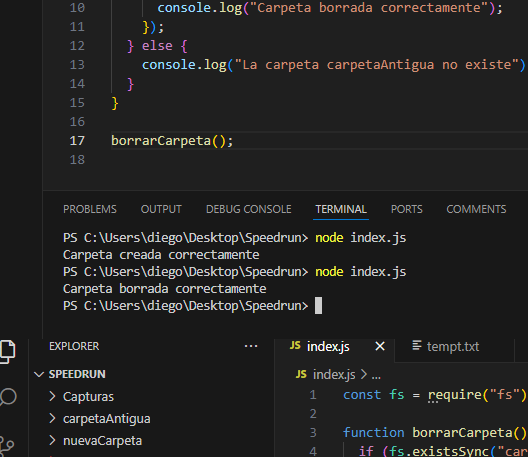 10 console.log("Carpeta borrada correctamente");
11 });
12 } else {
13 console.log("La carpeta carpetaAntigua no existe")
14 }
15 }
16
17 borrarCarpeta();
18
PROBLEMS OUTPUT DEBUG CONSOLE TERMINAL PORTS COMMENTS
PS C:\Users\diego\Desktop\Speedrun> node index.js
Carpeta creada correctamente
PS C:\Users\diego\Desktop\Speedrun> node index.js
Carpeta borrada correctamente
PS C:\Users\diego\Desktop\Speedrun>
EXPLORER ...
SPEEDRUN
Capturas
carpetaAntigua
nuevaCarpeta
JS index.js tempt.txt
JS index.js > ...
1 const fs = require("fs")
2
3 function borrarCarpeta()
4 if (fs.existsSync("car